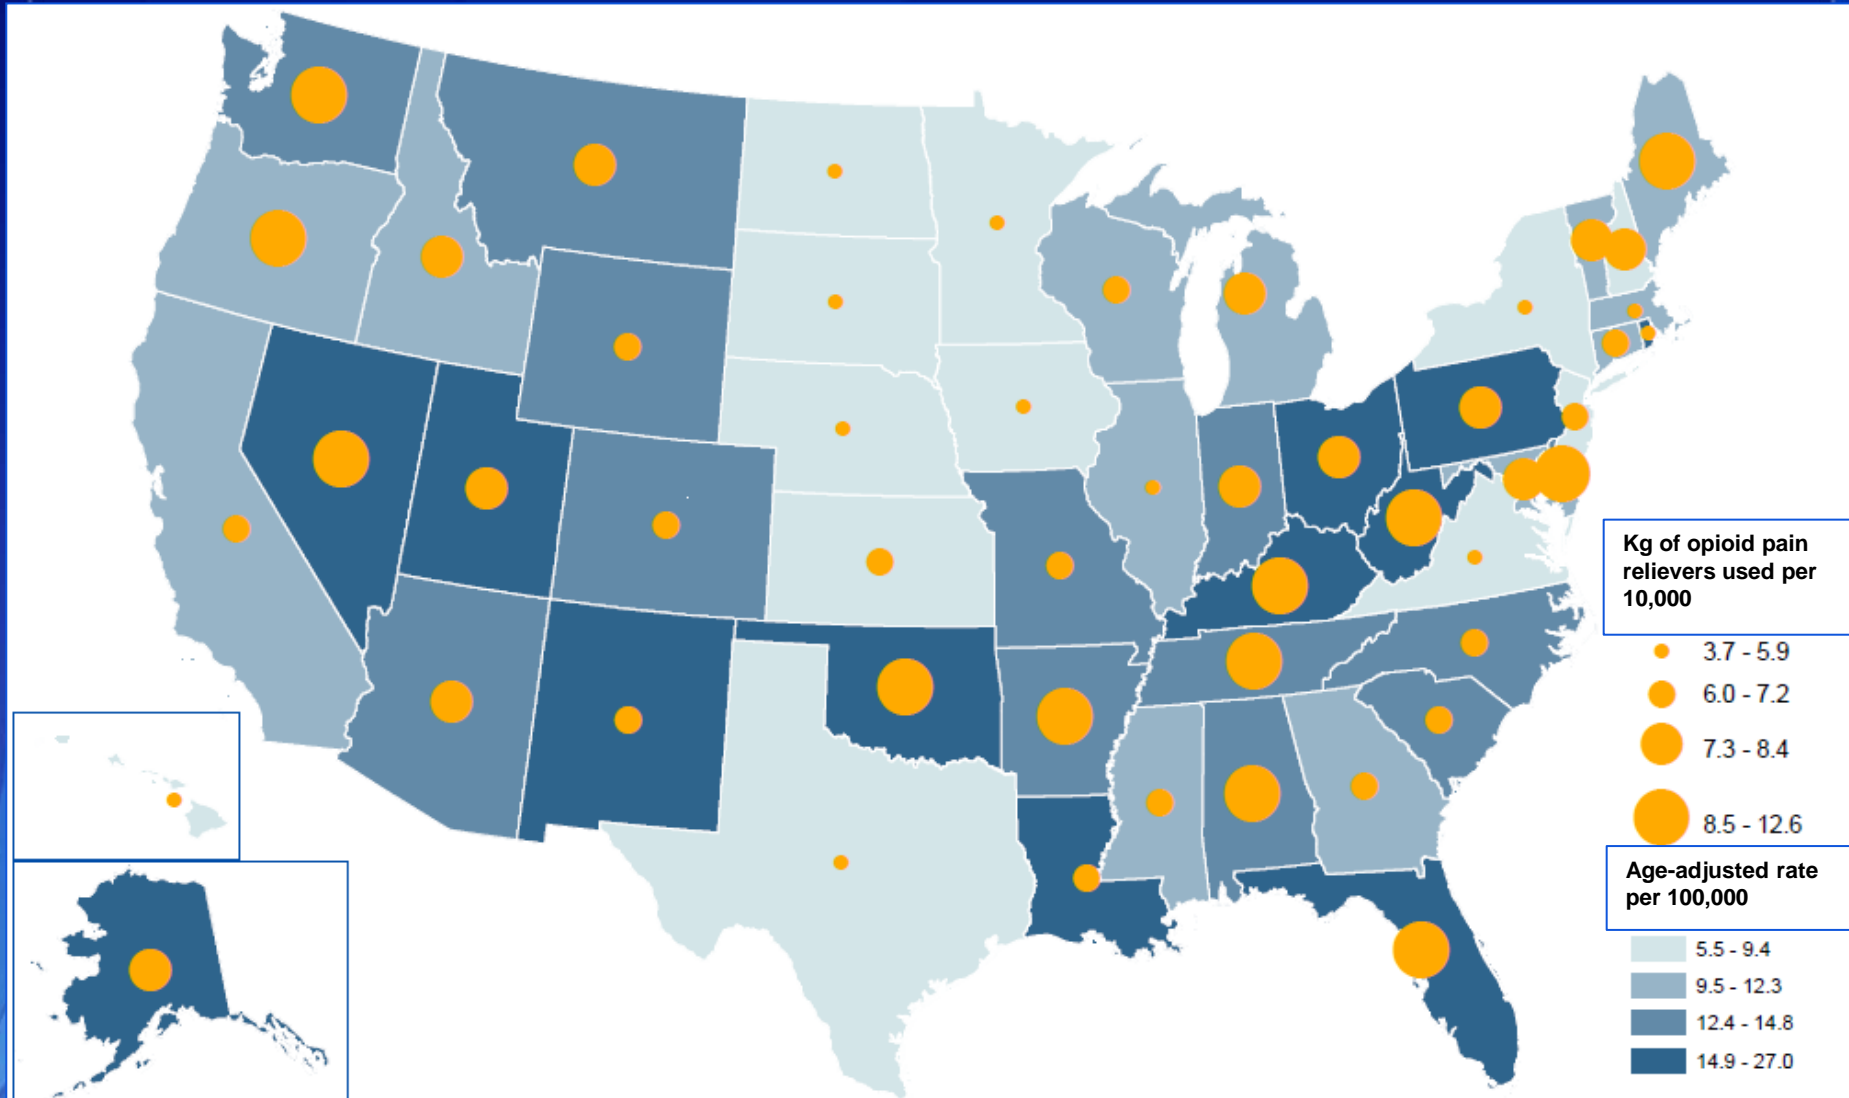 Kg of opioid pain
relievers used per
10,000
3.7 - 5.9
6.0 - 7.2
7.3 - 8.4
8.5 - 12.6
Age-adjusted rate
per 100,000
5.5 - 9.4
9.5 - 12.3
12.4 - 14.8
14.9 - 27.0